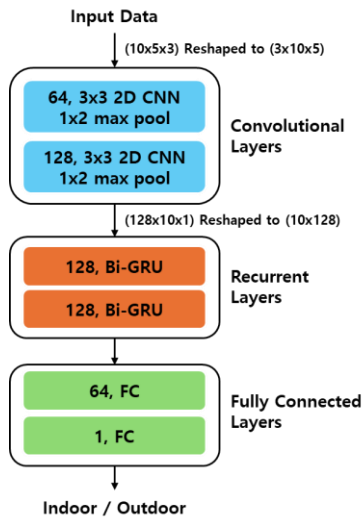 Input Data
(10x5x3) Reshaped to (3x10x5)
64, 3x3 2D CNN
1x2 max pool
128, 3x3 2D CNN
1x2 max pool
Convolutional
Layers
(128x10x1) Reshaped to (10x128)
128, Bi-GRU
128, Bi-GRU
Recurrent
Layers
64, FC
1, FC
Fully Connected
Layers
Indoor / Outdoor